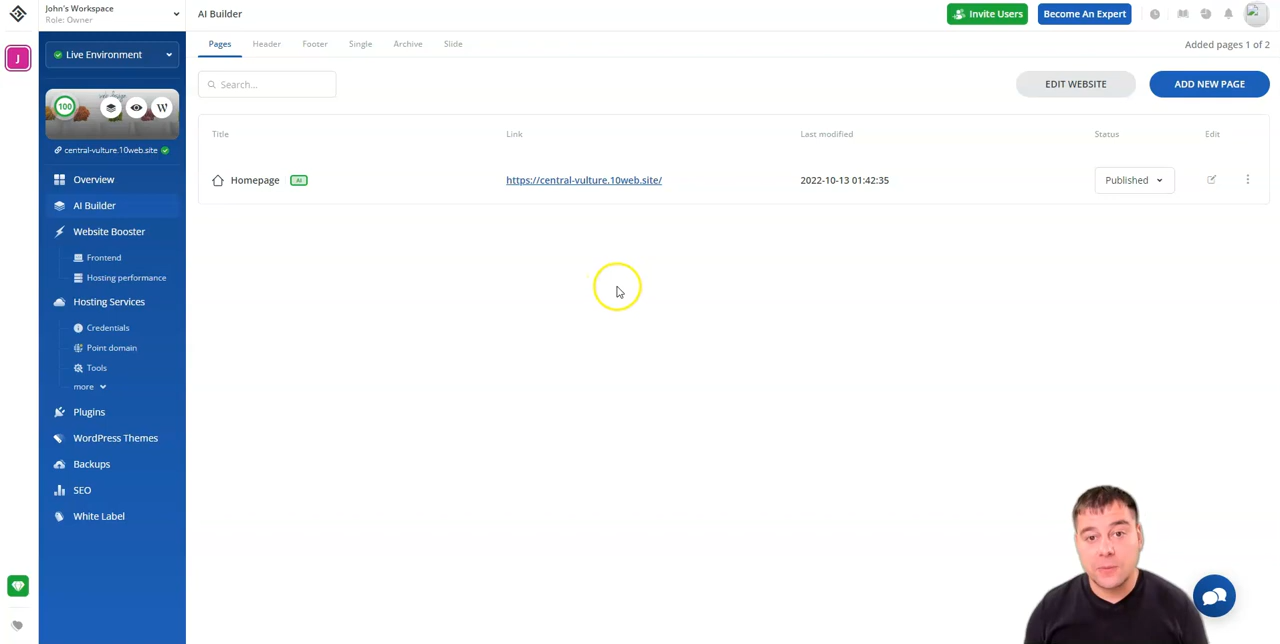 John's Workspace
Role: Owner
AI Builder
Invite Users
Become An Expert
J
Live Environment
Pages
Header
Footer
Single
Archive
Slide
Added pages 1 of 2
Search...
EDIT WEBSITE
ADD NEW PAGE
100
W
central-vulture.10web.site
Title
Link
Last modified
Status
Edit
Homepage
AI
https://central-vulture.10web.site/
2022-10-13 01:42:35
Published
Overview
AI Builder
Website Booster
Frontend
Hosting performance
Hosting Services
Credentials
Point domain
Tools
more
Plugins
WordPress Themes
Backups
SEO
White Label